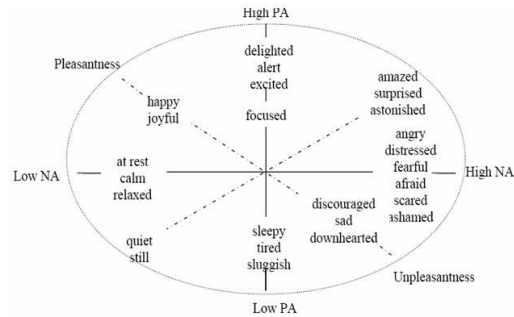 High PA
delighted
alert
excited
focused
Pleasantness
happy
joyful
amazed
surprised
astonished
Low NA
at rest
calm
relaxed
angry
distressed
fearful
afraid
scared
ashamed
High NA
quiet
still
sleepy
tired
sluggish
discouraged
sad
downhearted
Unpleasantness
Low PA